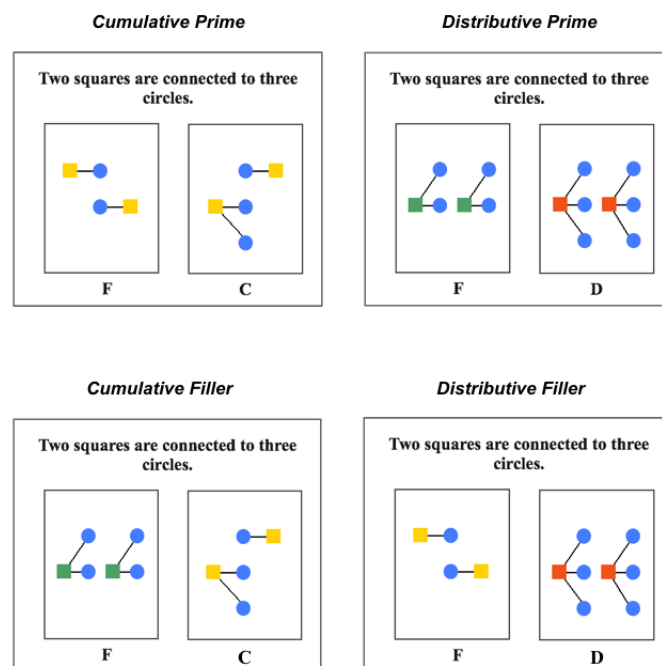 Cumulative Prime
Two squares are connected to three
circles.
F
C
Distributive Prime
Two squares are connected to three
circles.
F
D
Cumulative Filler
Two squares are connected to three
circles.
F
C
Distributive Filler
Two squares are connected to three
circles.
F
D